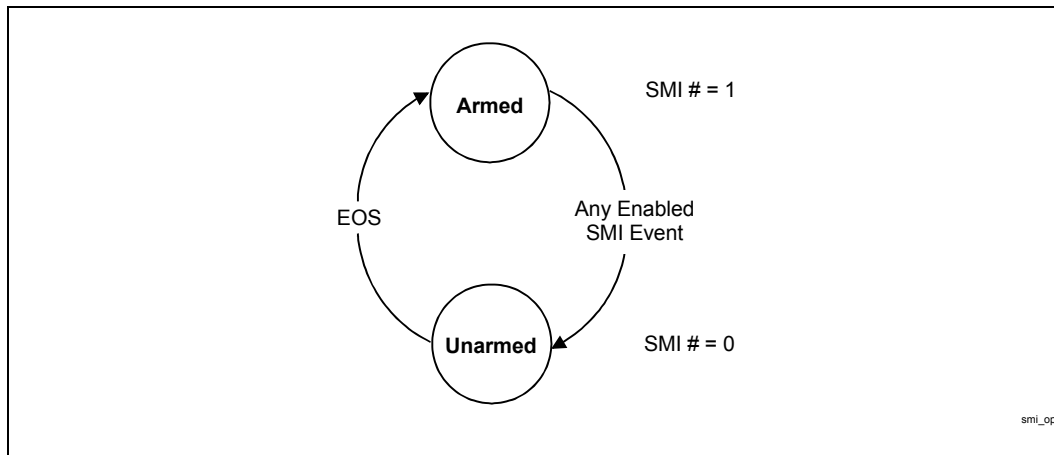 Armed
SMI # = 1
EOS
Any Enabled
SMI Event
Unarmed
SMI # = 0
smi_op